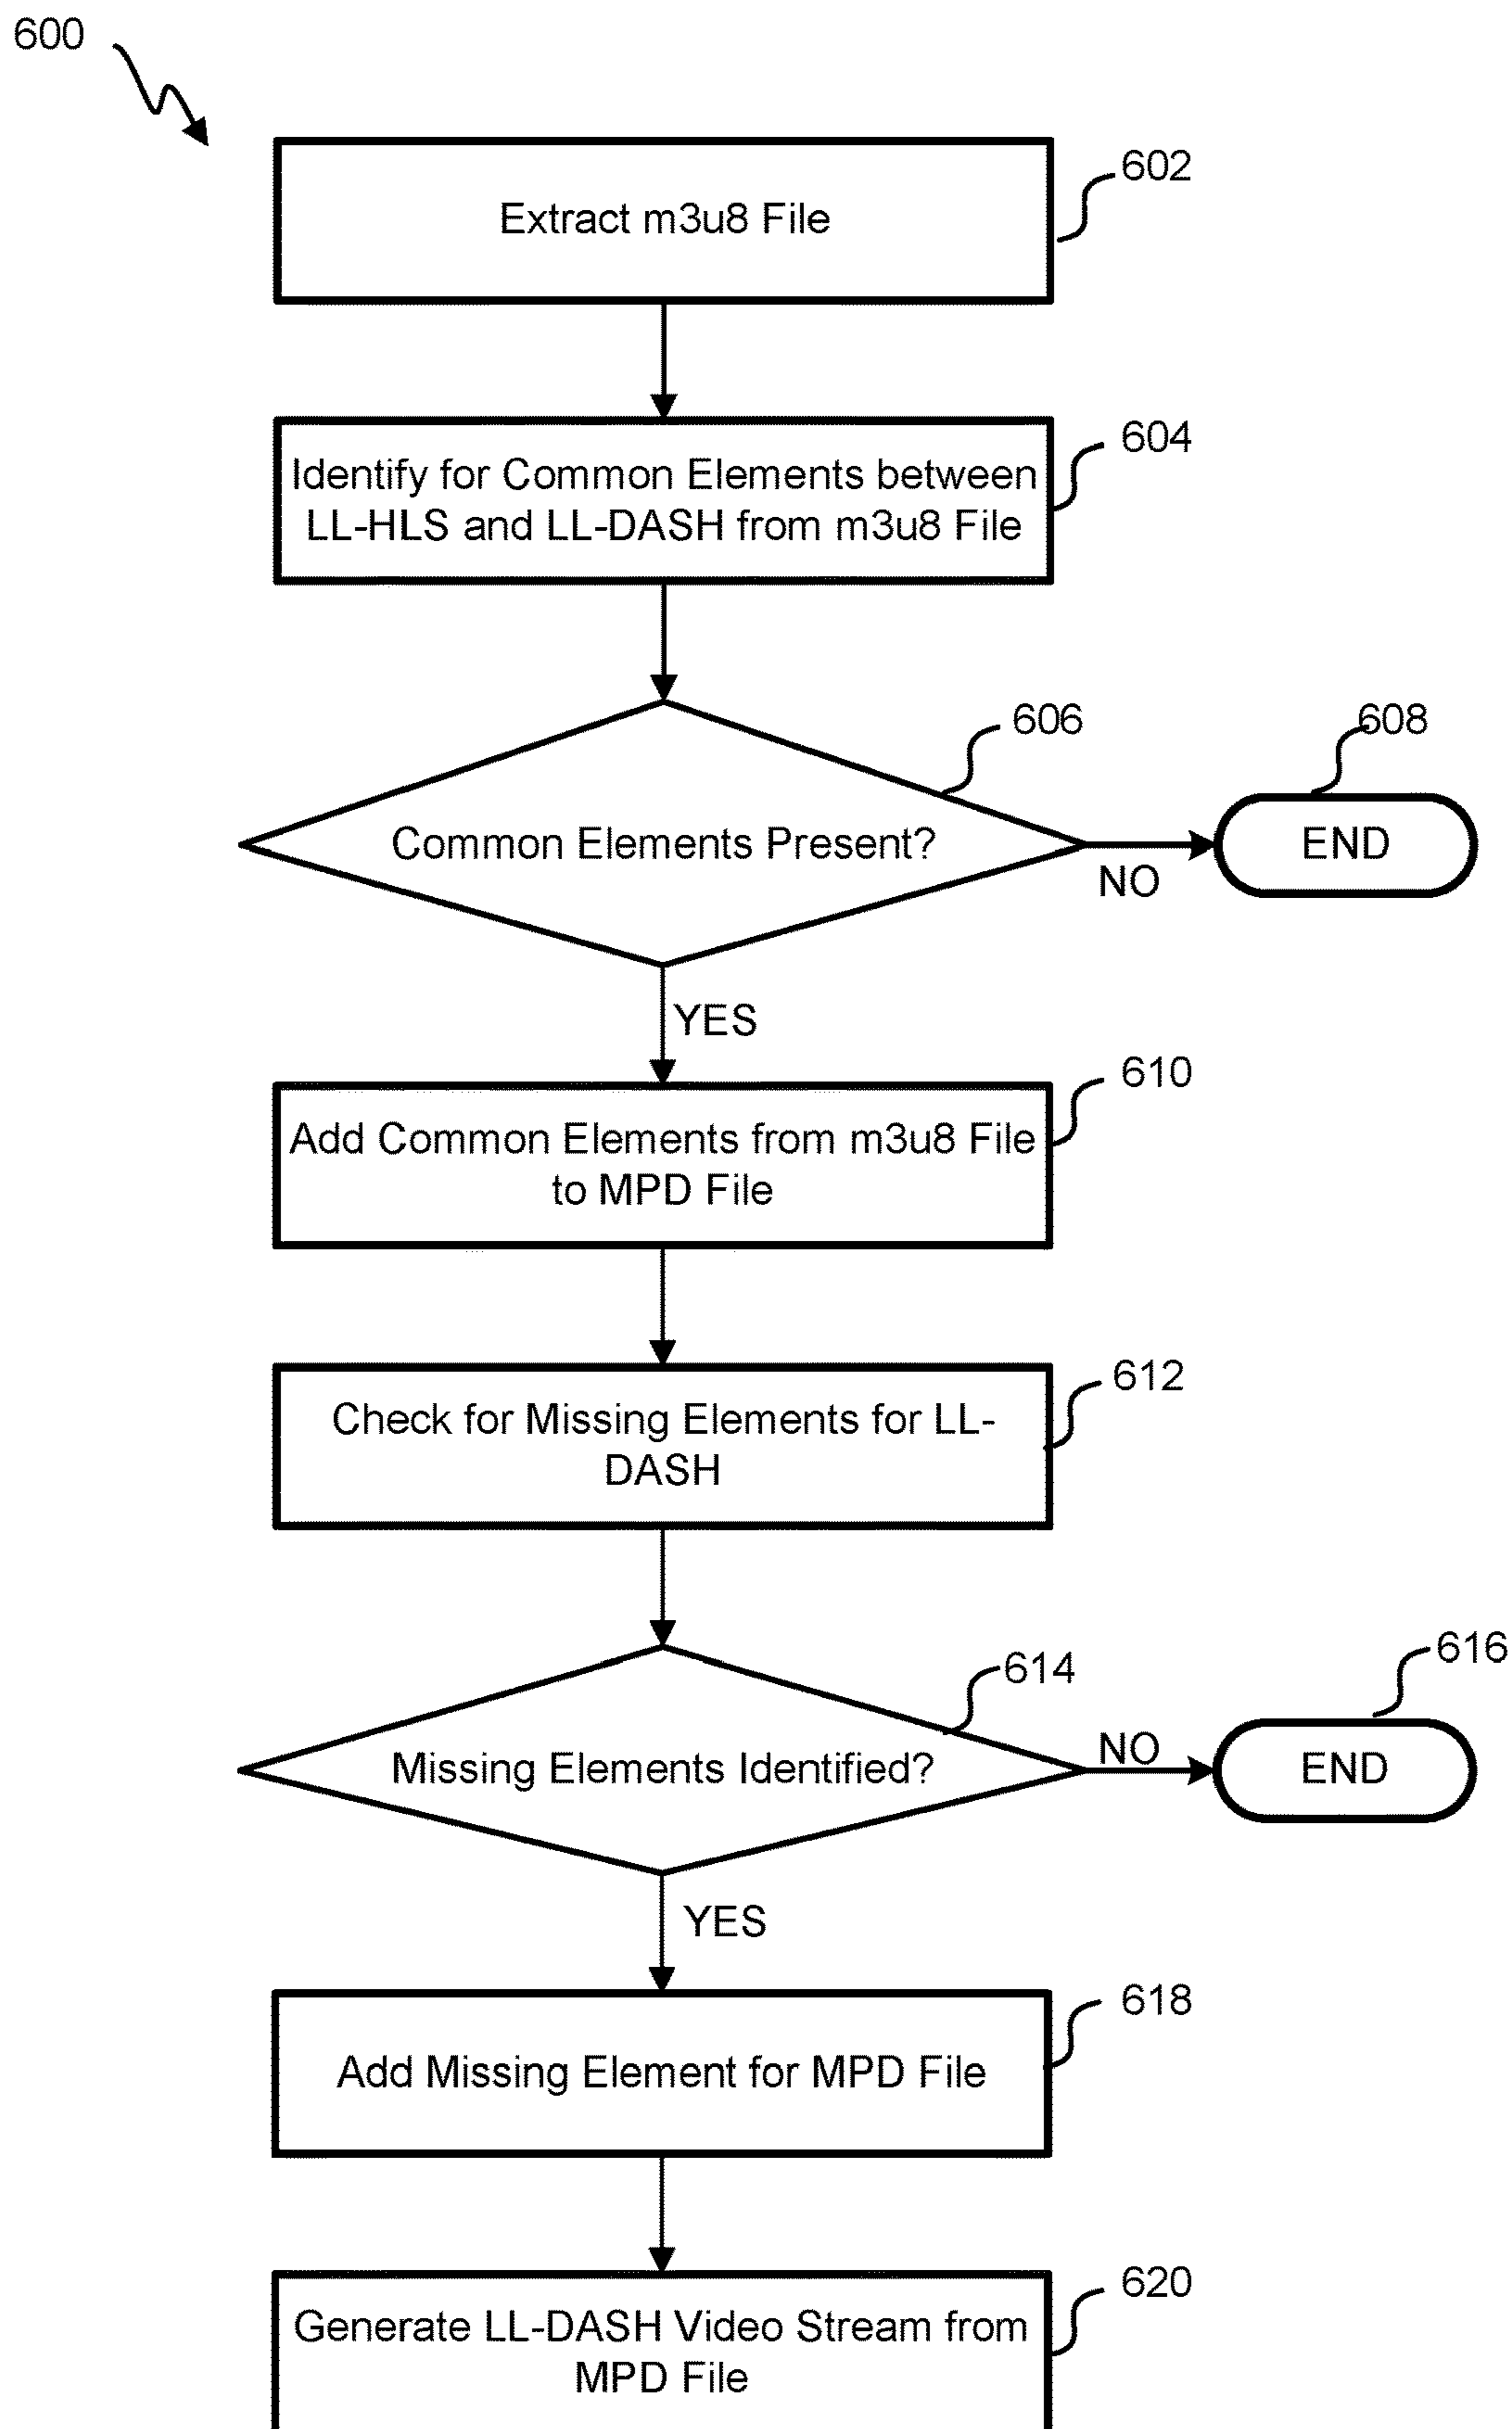 600
602
Extract m3u8 File
604
Identify for Common Elements between
LL-HLS and LL-DASH from m3u8 File
606
608
Common Elements Present?
END
NO
YES
610
Add Common Elements from m3u8 File
to MPD File
612
Check for Missing Elements for LL-
DASH
614
616
NO
Missing Elements Identified?
END
YES
618
Add Missing Element for MPD File
620
Generate LL-DASH Video Stream from
MPD File